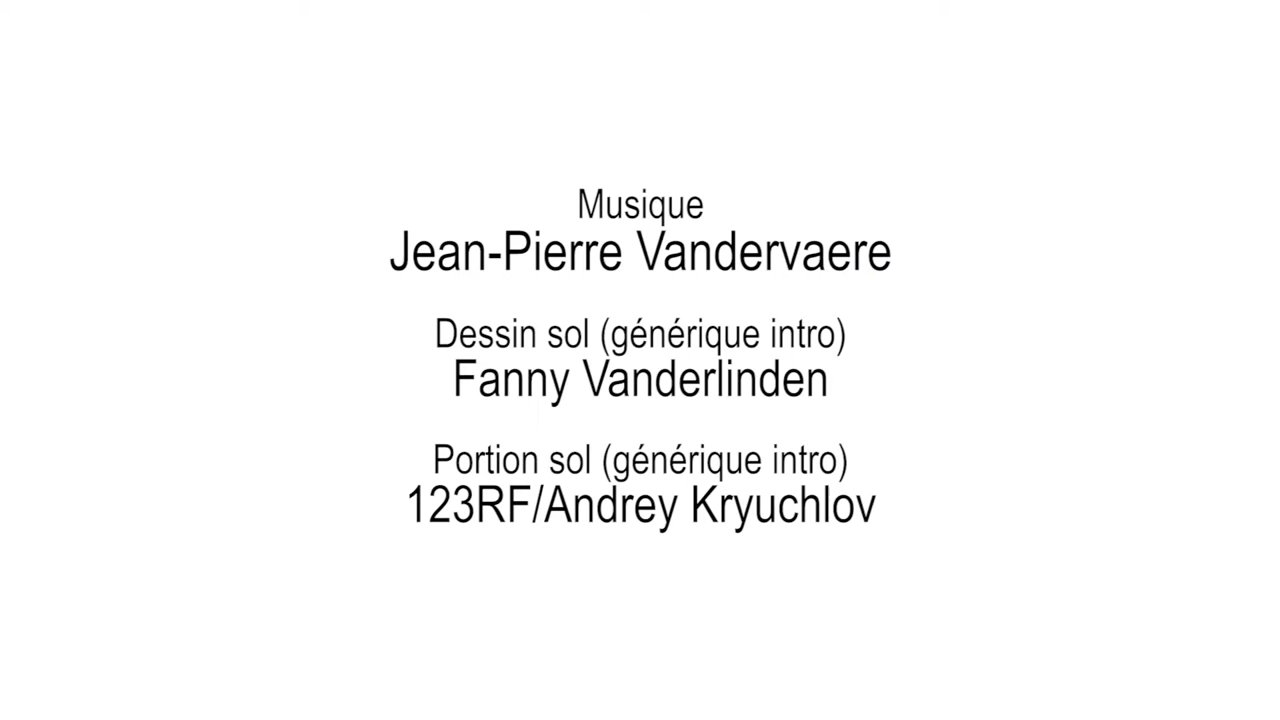 Musique
Jean-Pierre Vandervaere
Dessin sol (générique intro)
Fanny Vanderlinden
Portion sol (générique intro)
123RF/Andrey Kryuchlov